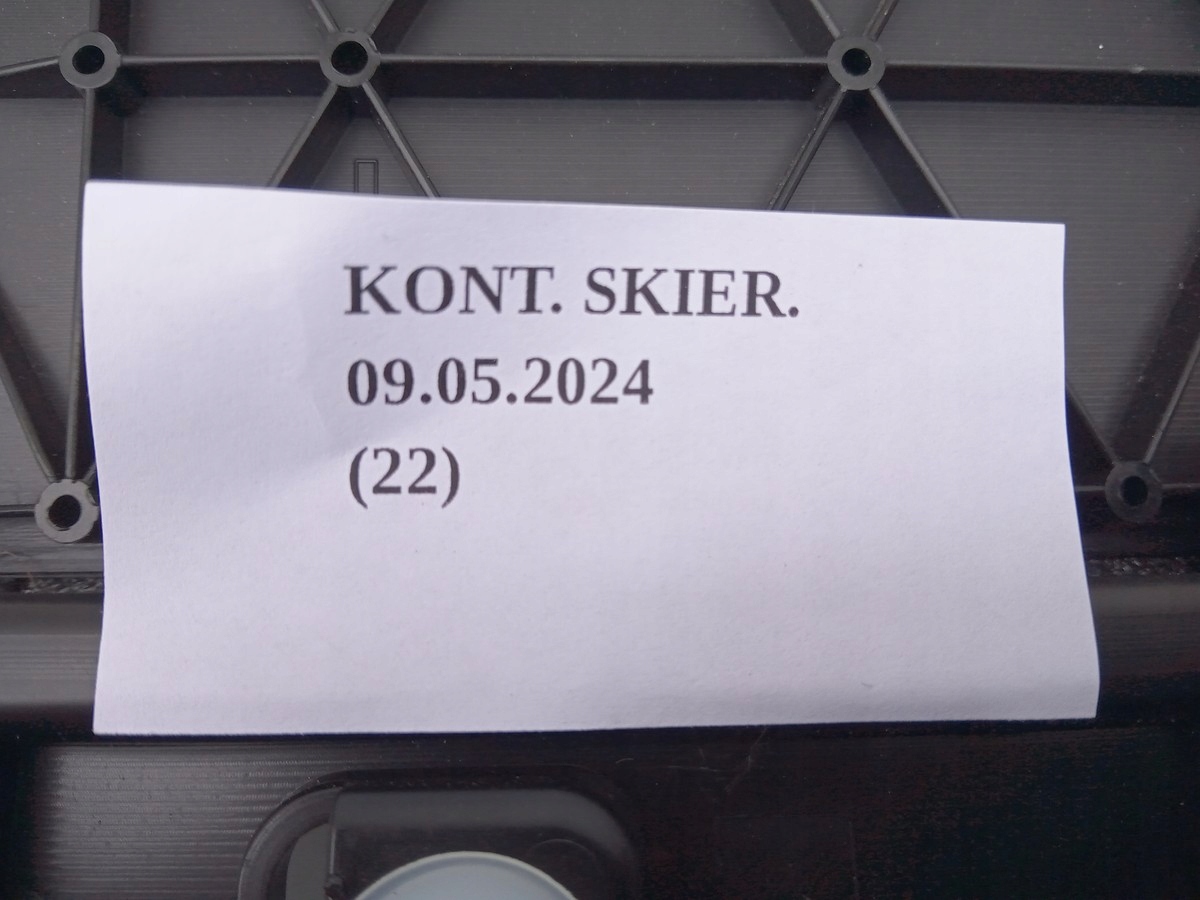 KONT. SKIER.
09.05.2024
(22)